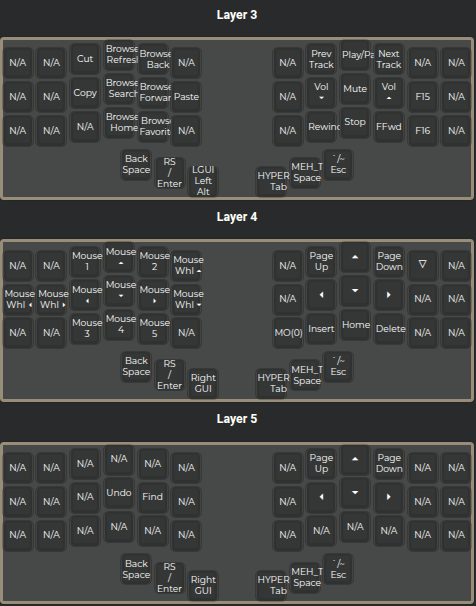 Layer 3
N/A N/A Cut Browse Browse N/A N/A Prev Play/Pa Next N/A N/A
Refres Back Track Track
N/A N/A Copy Browse Browse Paste N/A Vol Mute Vol F15 N/A
Search Forwar
N/A N/A N/A Browse Browse N/A N/A Rewind Stop FFwd F16 N/A
Home Favorit
Back RS LGUI HYPER MEH_T ` /~
Space / Left Tab Space Esc
Enter Alt
Layer 4
N/A N/A Mouse Mouse Mouse Mouse N/A Page Page ▽ N/A
1 2 Whl Up Down
Mouse Mouse Mouse Mouse Mouse Mouse N/A N/A N/A
Whl Whl Whl
N/A N/A Mouse Mouse Mouse N/A MO(0) Insert Home Delete N/A N/A
3 4 5
Back RS Right HYPER MEH_T ` /~
Space / GUI Tab Space Esc
Enter
Layer 5
N/A N/A N/A N/A N/A N/A N/A Page Page N/A N/A
Up Down
N/A N/A N/A Undo Find N/A N/A N/A N/A
N/A N/A N/A N/A N/A N/A N/A N/A N/A N/A N/A N/A
Back RS Right HYPER MEH_T ` /~
Space / GUI Tab Space Esc
Enter